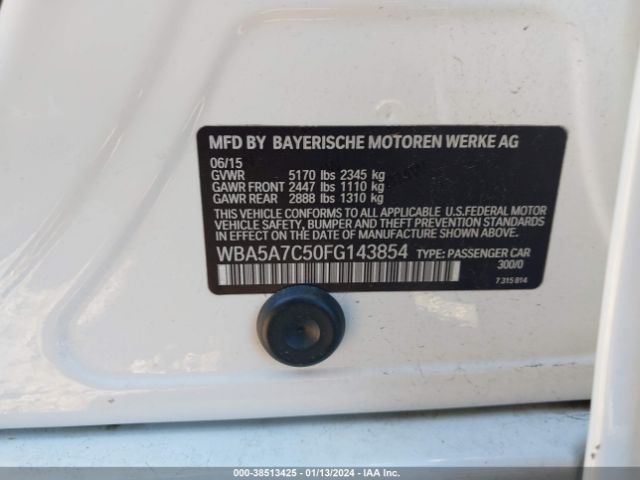 MFD BY BAYERISCHE MOTOREN WERKE AG
06/15
GVWR 5170 lbs 2345 kg
GAWR FRONT 2447 lbs 1110 kg
GAWR REAR 2888 lbs 1310 kg
THIS VEHICLE CONFORMS TO ALL APPLICABLE U.S.FEDERAL MOTOR
VEHICLE SAFETY, BUMPER AND THEFT PREVENTION STANDARDS
IN EFFECT ON THE DATE OF MANUFACTURE SHOWN ABOVE.
WBA5A7C50FG143854 TYPE: PASSENGER CAR
300/0
7 315 814
000-38513425 - 01/13/2024 - IAA Inc.